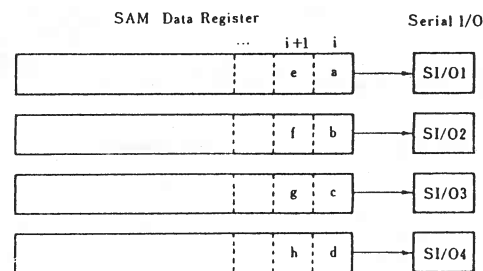 SAM Data Register Serial I/O
... i+1 i
e a SI/O1
f b SI/O2
g c SI/O3
h d SI/O4